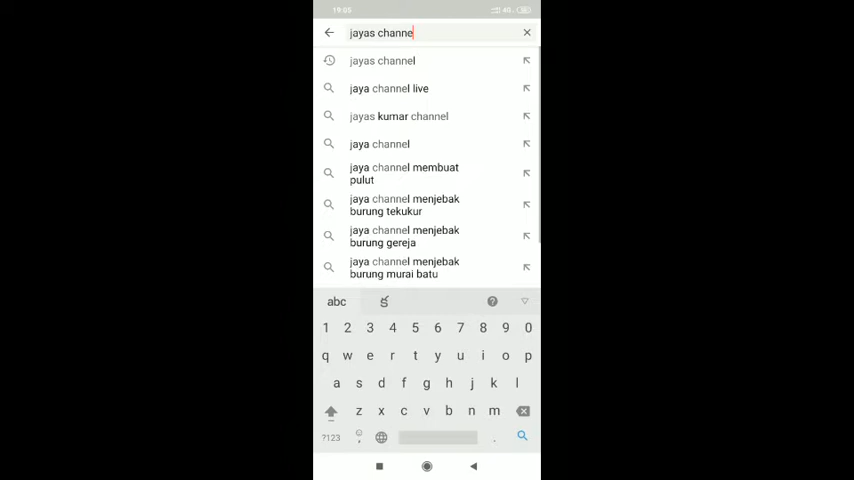 19:05
4G
jayas channe
jayas channel
jaya channel live
jayas kumar channel
jaya channel
jaya channel membuat
pulut
jaya channel menjebak
burung tekukur
jaya channel menjebak
burung gereja
jaya channel menjebak
burung murai batu
abc
1 2 3 4 5 6 7 8 9 0
q w e r t y u i o p
a s d f g h j k l
z x c v b n m
?123 , .